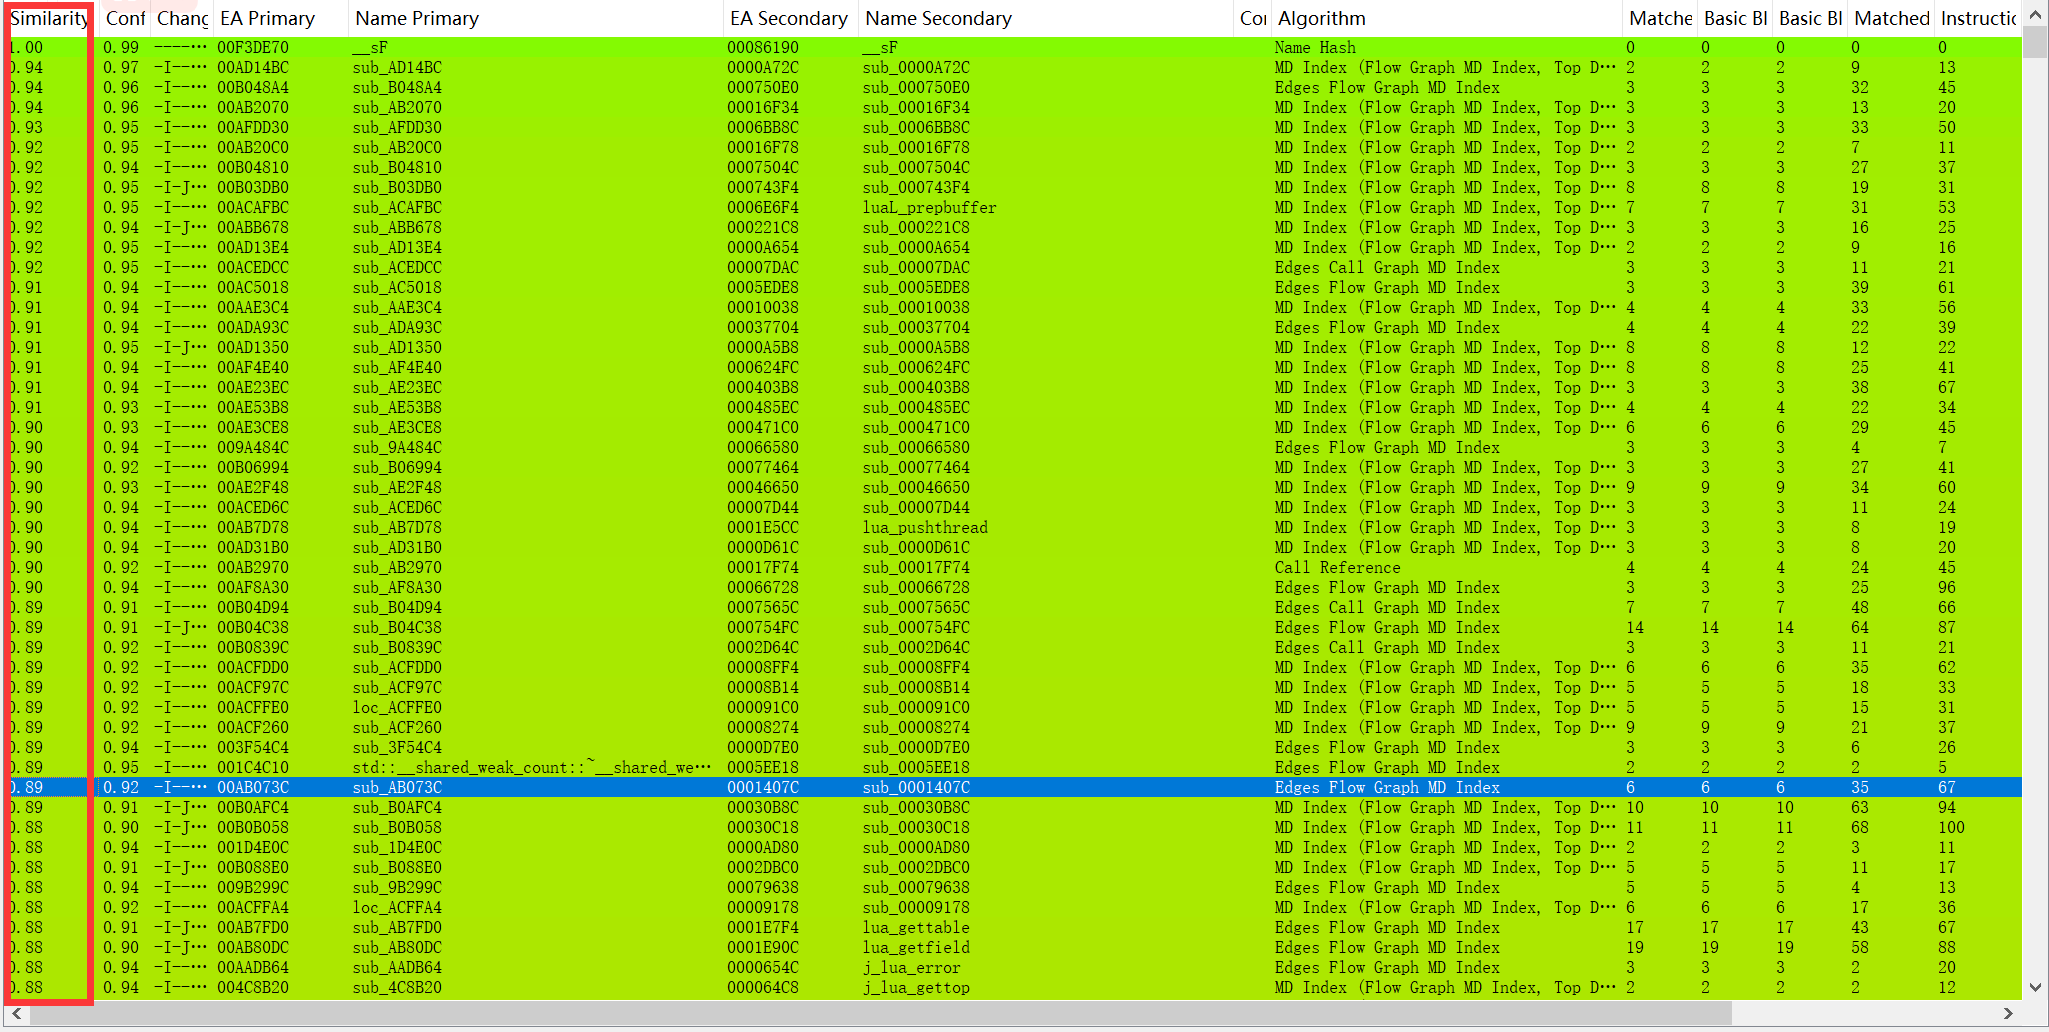 Similarity Conf Chang EA Primary Name Primary EA Secondary Name Secondary Cor Algorithm Matche Basic Bl Basic Bl Matched Instructio
1.00 0.99 ----··· 00F3DE70 __sF 00086190 __sF Name Hash 0 0 0 0 0
0.94 0.97 -I--··· 00AD14BC sub_AD14BC 0000A72C sub_0000A72C MD Index (Flow Graph MD Index, Top D··· 2 2 2 9 13
0.94 0.96 -I--··· 00B048A4 sub_B048A4 000750E0 sub_000750E0 Edges Flow Graph MD Index 3 3 3 32 45
0.94 0.96 -I--··· 00AB2070 sub_AB2070 00016F34 sub_00016F34 MD Index (Flow Graph MD Index, Top D··· 3 3 3 13 20
0.93 0.95 -I--··· 00AFDD30 sub_AFDD30 0006BB8C sub_0006BB8C MD Index (Flow Graph MD Index, Top D··· 3 3 3 33 50
0.92 0.95 -I--··· 00AB20C0 sub_AB20C0 00016F78 sub_00016F78 MD Index (Flow Graph MD Index, Top D··· 2 2 2 7 11
0.92 0.94 -I--··· 00B04810 sub_B04810 0007504C sub_0007504C MD Index (Flow Graph MD Index, Top D··· 3 3 3 27 37
0.92 0.95 -I-J··· 00B03DB0 sub_B03DB0 000743F4 sub_000743F4 MD Index (Flow Graph MD Index, Top D··· 8 8 8 19 31
0.92 0.95 -I--··· 00ACAFBC sub_ACAFBC 0006E6F4 luaL_prepbuffer MD Index (Flow Graph MD Index, Top D··· 7 7 7 31 53
0.92 0.94 -I-J··· 00ABB678 sub_ABB678 000221C8 sub_000221C8 MD Index (Flow Graph MD Index, Top D··· 3 3 3 16 25
0.92 0.95 -I--··· 00AD13E4 sub_AD13E4 0000A654 sub_0000A654 MD Index (Flow Graph MD Index, Top D··· 2 2 2 9 16
0.92 0.95 -I--··· 00ACEDCC sub_ACEDCC 00007DAC sub_00007DAC Edges Call Graph MD Index 3 3 3 11 21
0.91 0.94 -I--··· 00AC5018 sub_AC5018 0005EDE8 sub_0005EDE8 Edges Flow Graph MD Index 3 3 3 39 61
0.91 0.94 -I--··· 00AAE3C4 sub_AAE3C4 00010038 sub_00010038 MD Index (Flow Graph MD Index, Top D··· 4 4 4 33 56
0.91 0.94 -I--··· 00ADA93C sub_ADA93C 00037704 sub_00037704 Edges Flow Graph MD Index 4 4 4 22 39
0.91 0.95 -I-J··· 00AD1350 sub_AD1350 0000A5B8 sub_0000A5B8 MD Index (Flow Graph MD Index, Top D··· 8 8 8 12 22
0.91 0.94 -I--··· 00AF4E40 sub_AF4E40 000624FC sub_000624FC MD Index (Flow Graph MD Index, Top D··· 8 8 8 25 41
0.91 0.94 -I--··· 00AE23EC sub_AE23EC 000403B8 sub_000403B8 MD Index (Flow Graph MD Index, Top D··· 3 3 3 38 67
0.91 0.93 -I--··· 00AE53B8 sub_AE53B8 000485EC sub_000485EC MD Index (Flow Graph MD Index, Top D··· 4 4 4 22 34
0.90 0.93 -I--··· 00AE3CE8 sub_AE3CE8 000471C0 sub_000471C0 MD Index (Flow Graph MD Index, Top D··· 6 6 6 29 45
0.90 0.94 -I--··· 009A484C sub_9A484C 00066580 sub_00066580 Edges Flow Graph MD Index 3 3 3 4 7
0.90 0.92 -I--··· 00B06994 sub_B06994 00077464 sub_00077464 MD Index (Flow Graph MD Index, Top D··· 3 3 3 27 41
0.90 0.93 -I--··· 00AE2F48 sub_AE2F48 00046650 sub_00046650 MD Index (Flow Graph MD Index, Top D··· 9 9 9 34 60
0.90 0.94 -I--··· 00ACED6C sub_ACED6C 00007D44 sub_00007D44 MD Index (Flow Graph MD Index, Top D··· 3 3 3 11 24
0.90 0.94 -I--··· 00AB7D78 sub_AB7D78 0001E5CC lua_pushthread MD Index (Flow Graph MD Index, Top D··· 3 3 3 8 19
0.90 0.94 -I--··· 00AD31B0 sub_AD31B0 0000D61C sub_0000D61C MD Index (Flow Graph MD Index, Top D··· 3 3 3 8 20
0.90 0.92 -I--··· 00AB2970 sub_AB2970 00017F74 sub_00017F74 Call Reference 4 4 4 24 45
0.90 0.94 -I--··· 00AF8A30 sub_AF8A30 00066728 sub_00066728 Edges Flow Graph MD Index 3 3 3 25 96
0.89 0.91 -I--··· 00B04D94 sub_B04D94 0007565C sub_0007565C Edges Call Graph MD Index 7 7 7 48 66
0.89 0.91 -I-J··· 00B04C38 sub_B04C38 000754FC sub_000754FC Edges Flow Graph MD Index 14 14 14 64 87
0.89 0.92 -I--··· 00B0839C sub_B0839C 0002D64C sub_0002D64C Edges Call Graph MD Index 3 3 3 11 21
0.89 0.92 -I--··· 00ACFDD0 sub_ACFDD0 00008FF4 sub_00008FF4 MD Index (Flow Graph MD Index, Top D··· 6 6 6 35 62
0.89 0.92 -I--··· 00ACF97C sub_ACF97C 00008B14 sub_00008B14 MD Index (Flow Graph MD Index, Top D··· 5 5 5 18 33
0.89 0.92 -I--··· 00ACFFE0 loc_ACFFE0 000091C0 sub_000091C0 MD Index (Flow Graph MD Index, Top D··· 5 5 5 15 31
0.89 0.92 -I--··· 00ACF260 sub_ACF260 00008274 sub_00008274 MD Index (Flow Graph MD Index, Top D··· 9 9 9 21 37
0.89 0.94 -I--··· 003F54C4 sub_3F54C4 0000D7E0 sub_0000D7E0 Edges Flow Graph MD Index 3 3 3 6 26
0.89 0.95 -I--··· 001C4C10 std::__shared_weak_count::~__shared_we··· 0005EE18 sub_0005EE18 Edges Flow Graph MD Index 2 2 2 2 5
0.89 0.92 -I--··· 00AB073C sub_AB073C 0001407C sub_0001407C Edges Flow Graph MD Index 6 6 6 35 67
0.89 0.91 -I-J··· 00B0AFC4 sub_B0AFC4 00030B8C sub_00030B8C MD Index (Flow Graph MD Index, Top D··· 10 10 10 63 94
0.88 0.90 -I-J··· 00B0B058 sub_B0B058 00030C18 sub_00030C18 MD Index (Flow Graph MD Index, Top D··· 11 11 11 68 100
0.88 0.94 -I--··· 001D4E0C sub_1D4E0C 0000AD80 sub_0000AD80 MD Index (Flow Graph MD Index, Top D··· 2 2 2 3 11
0.88 0.91 -I-J··· 00B088E0 sub_B088E0 0002DBC0 sub_0002DBC0 MD Index (Flow Graph MD Index, Top D··· 5 5 5 11 17
0.88 0.94 -I--··· 009B299C sub_9B299C 00079638 sub_00079638 Edges Flow Graph MD Index 5 5 5 4 13
0.88 0.92 -I--··· 00ACFFA4 loc_ACFFA4 00009178 sub_00009178 MD Index (Flow Graph MD Index, Top D··· 6 6 6 17 36
0.88 0.91 -I-J··· 00AB7FD0 sub_AB7FD0 0001E7F4 lua_gettable Edges Flow Graph MD Index 17 17 17 43 67
0.88 0.90 -I-J··· 00AB80DC sub_AB80DC 0001E90C lua_getfield Edges Flow Graph MD Index 19 19 19 58 88
0.88 0.94 -I--··· 00AADB64 sub_AADB64 0000654C j_lua_error Edges Flow Graph MD Index 3 3 3 2 20
0.88 0.94 -I--··· 004C8B20 sub_4C8B20 000064C8 j_lua_gettop MD Index (Flow Graph MD Index, Top D··· 2 2 2 2 12